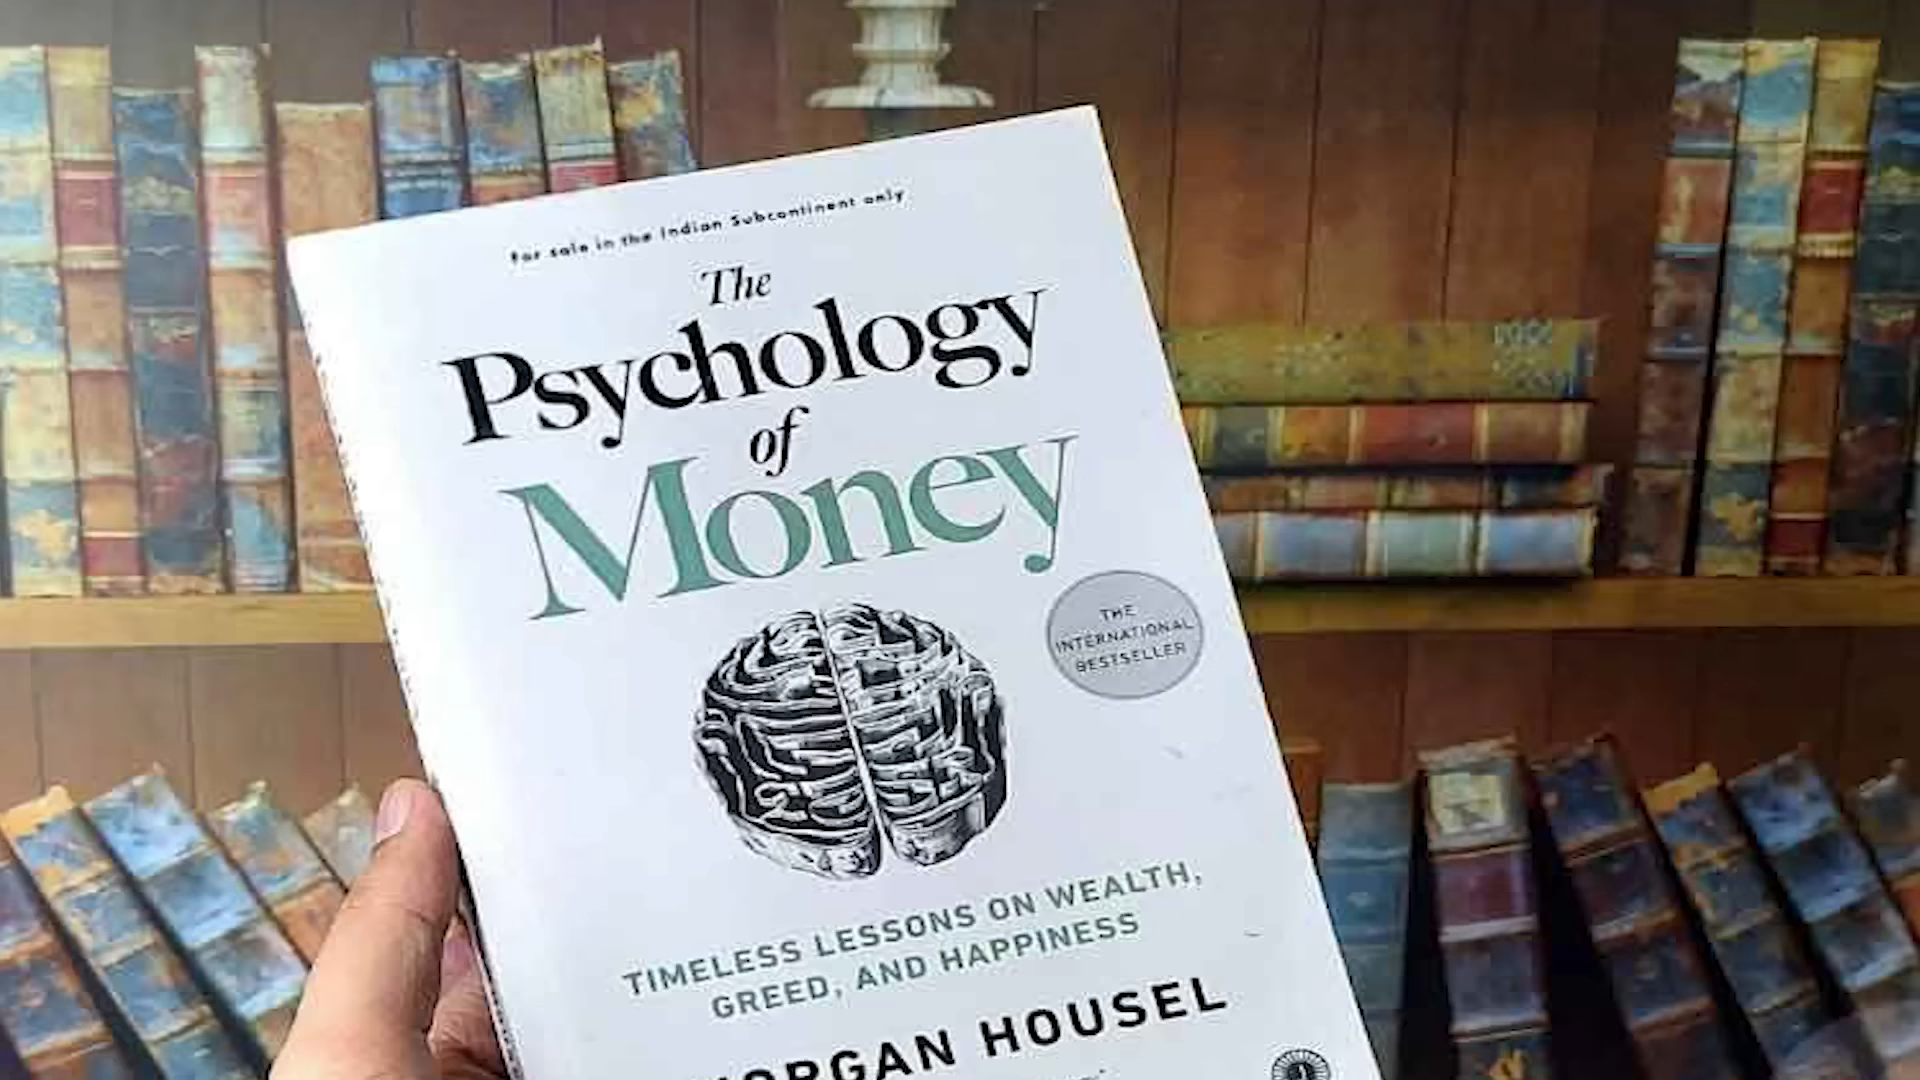 For sale in the Indian Subcontinent only
The
Psychology
of
Money
THE
INTERNATIONAL
BESTSELLER
TIMELESS LESSONS ON WEALTH,
GREED, AND HAPPINESS
MORGAN HOUSEL